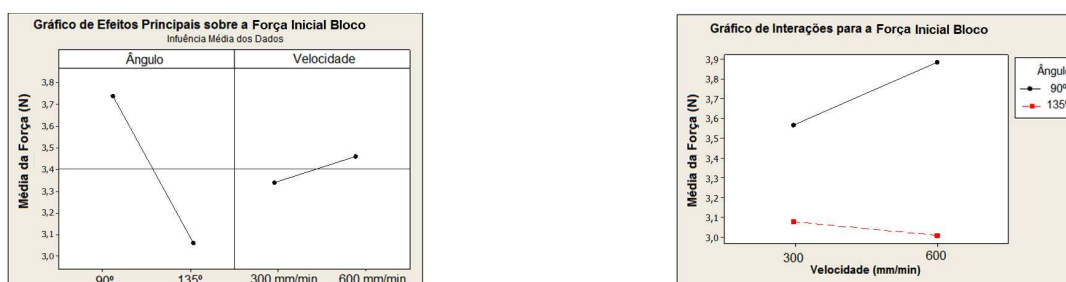 Gráfico de Efeitos Principais sobre a Força Inicial Bloco
Infuência Média dos Dados
Ângulo
Velocidade
Média da Força (N)
3,8
3,7
3,6
3,5
3,4
3,3
3,2
3,1
3,0
90º
135º
300 mm/min
600 mm/min
Gráfico de Interações para a Força Inicial Bloco
Média da Força (N)
3,9
3,8
3,7
3,6
3,5
3,4
3,3
3,2
3,1
3,0
300
600
Velocidade (mm/min)
Ângulo
90º
135º